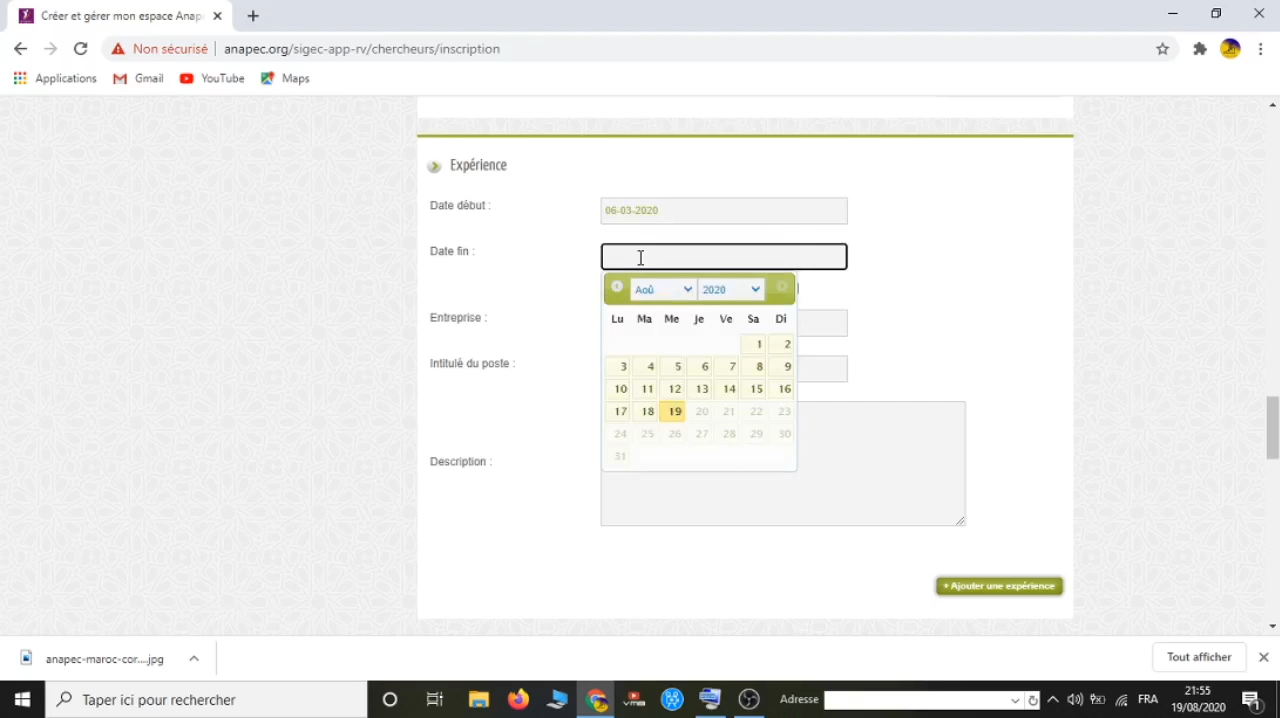 Créer et gérer mon espace Anap
Non sécurisé
anapec.org/sigec-app-rv/chercheurs/inscription
Applications
Gmail
YouTube
Maps
Expérience
Date début :
06-03-2020
Date fin :
Aoû
2020
Lu Ma Me Je Ve Sa Di
1 2
3 4 5 6 7 8 9
10 11 12 13 14 15 16
17 18 19 20 21 22 23
24 25 26 27 28 29 30
31
Entreprise :
Intitulé du poste :
Description :
+ Ajouter une expérience
anapec-maroc-cor....jpg
Tout afficher
Taper ici pour rechercher
Adresse
FRA
21:55
19/08/2020